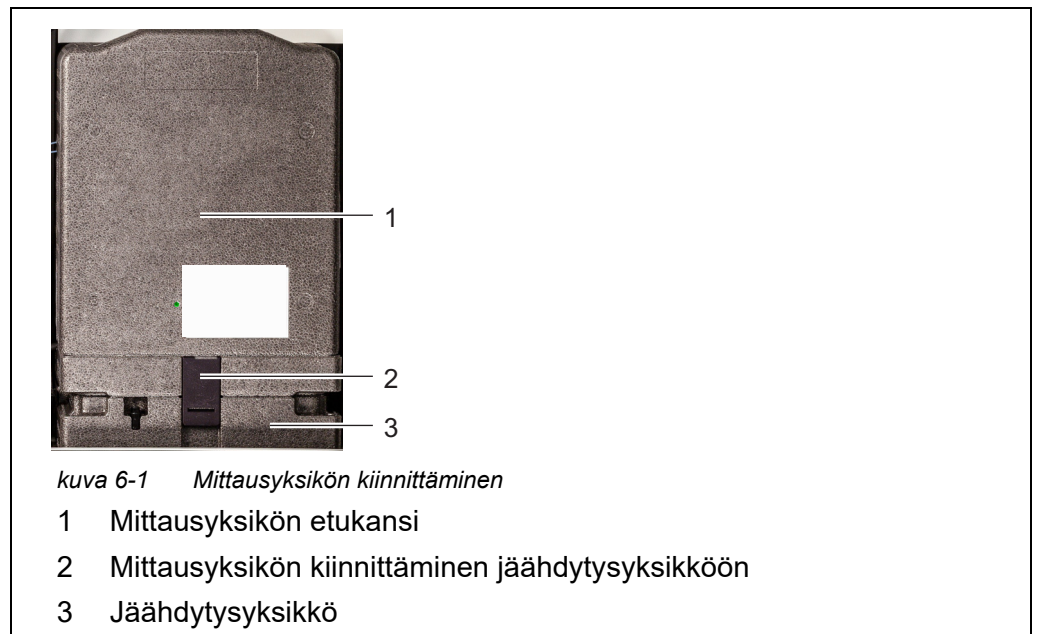 1
2
3
kuva 6-1 Mittausyksikön kiinnittäminen
1 Mittausyksikön etukansi
2 Mittausyksikön kiinnittäminen jäähdytysyksikköön
3 Jäähdytysyksikkö